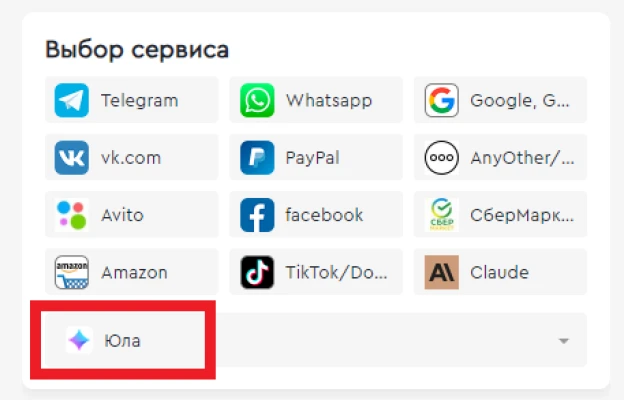 Выбор сервиса
Telegram
Whatsapp
Google, G...
vk.com
PayPal
AnyOther/...
Avito
facebook
СБЕР
МАРКЕТ
СберМарк...
amazon
Amazon
TikTok/Do...
Claude
Юла